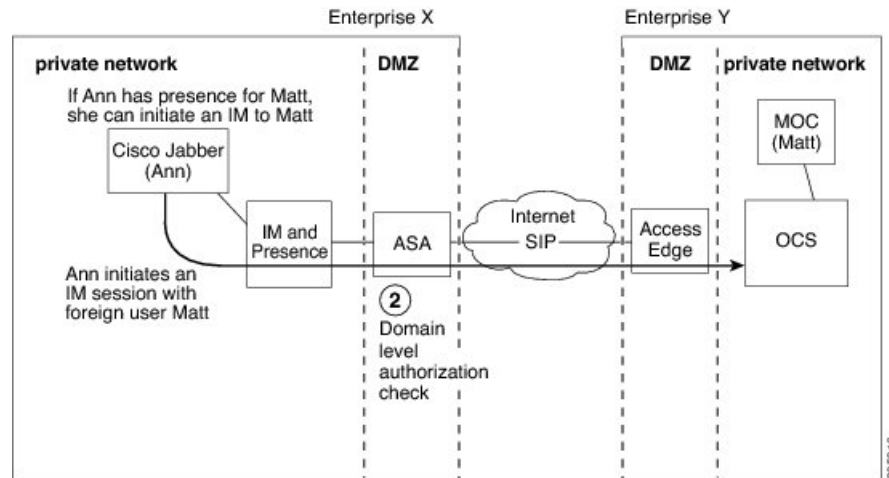 Enterprise X
Enterprise Y
private network
DMZ
DMZ
private network
If Ann has presence for Matt,
she can initiate an IM to Matt
Cisco Jabber
(Ann)
MOC
(Matt)
IM and
Presence
ASA
Internet
SIP
Access
Edge
OCS
Ann initiates an
IM session with
foreign user Matt
2
Domain
level
authorization
check